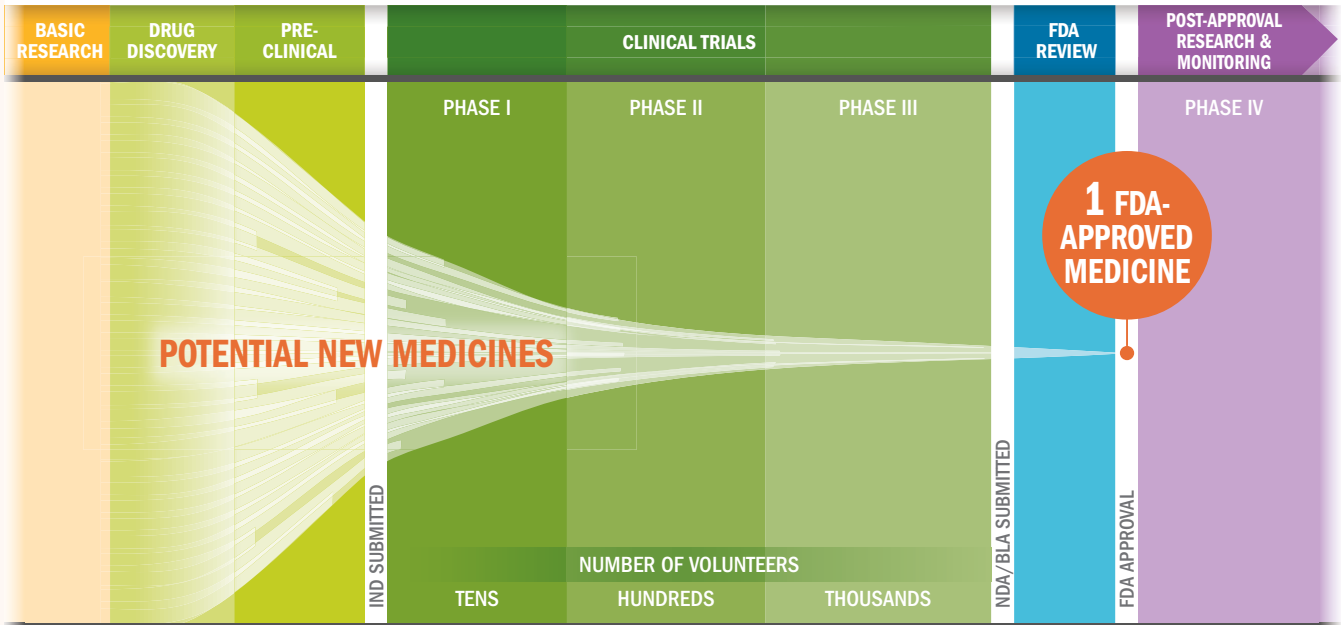 BASIC
RESEARCH
DRUG
DISCOVERY
PRE-
CLINICAL
CLINICAL TRIALS
FDA
REVIEW
POST-APPROVAL
RESEARCH &
MONITORING
PHASE I
PHASE II
PHASE III
PHASE IV
1 FDA-
APPROVED
MEDICINE
POTENTIAL NEW MEDICINES
IND SUBMITTED
NDA/BLA SUBMITTED
FDA APPROVAL
NUMBER OF VOLUNTEERS
TENS
HUNDREDS
THOUSANDS